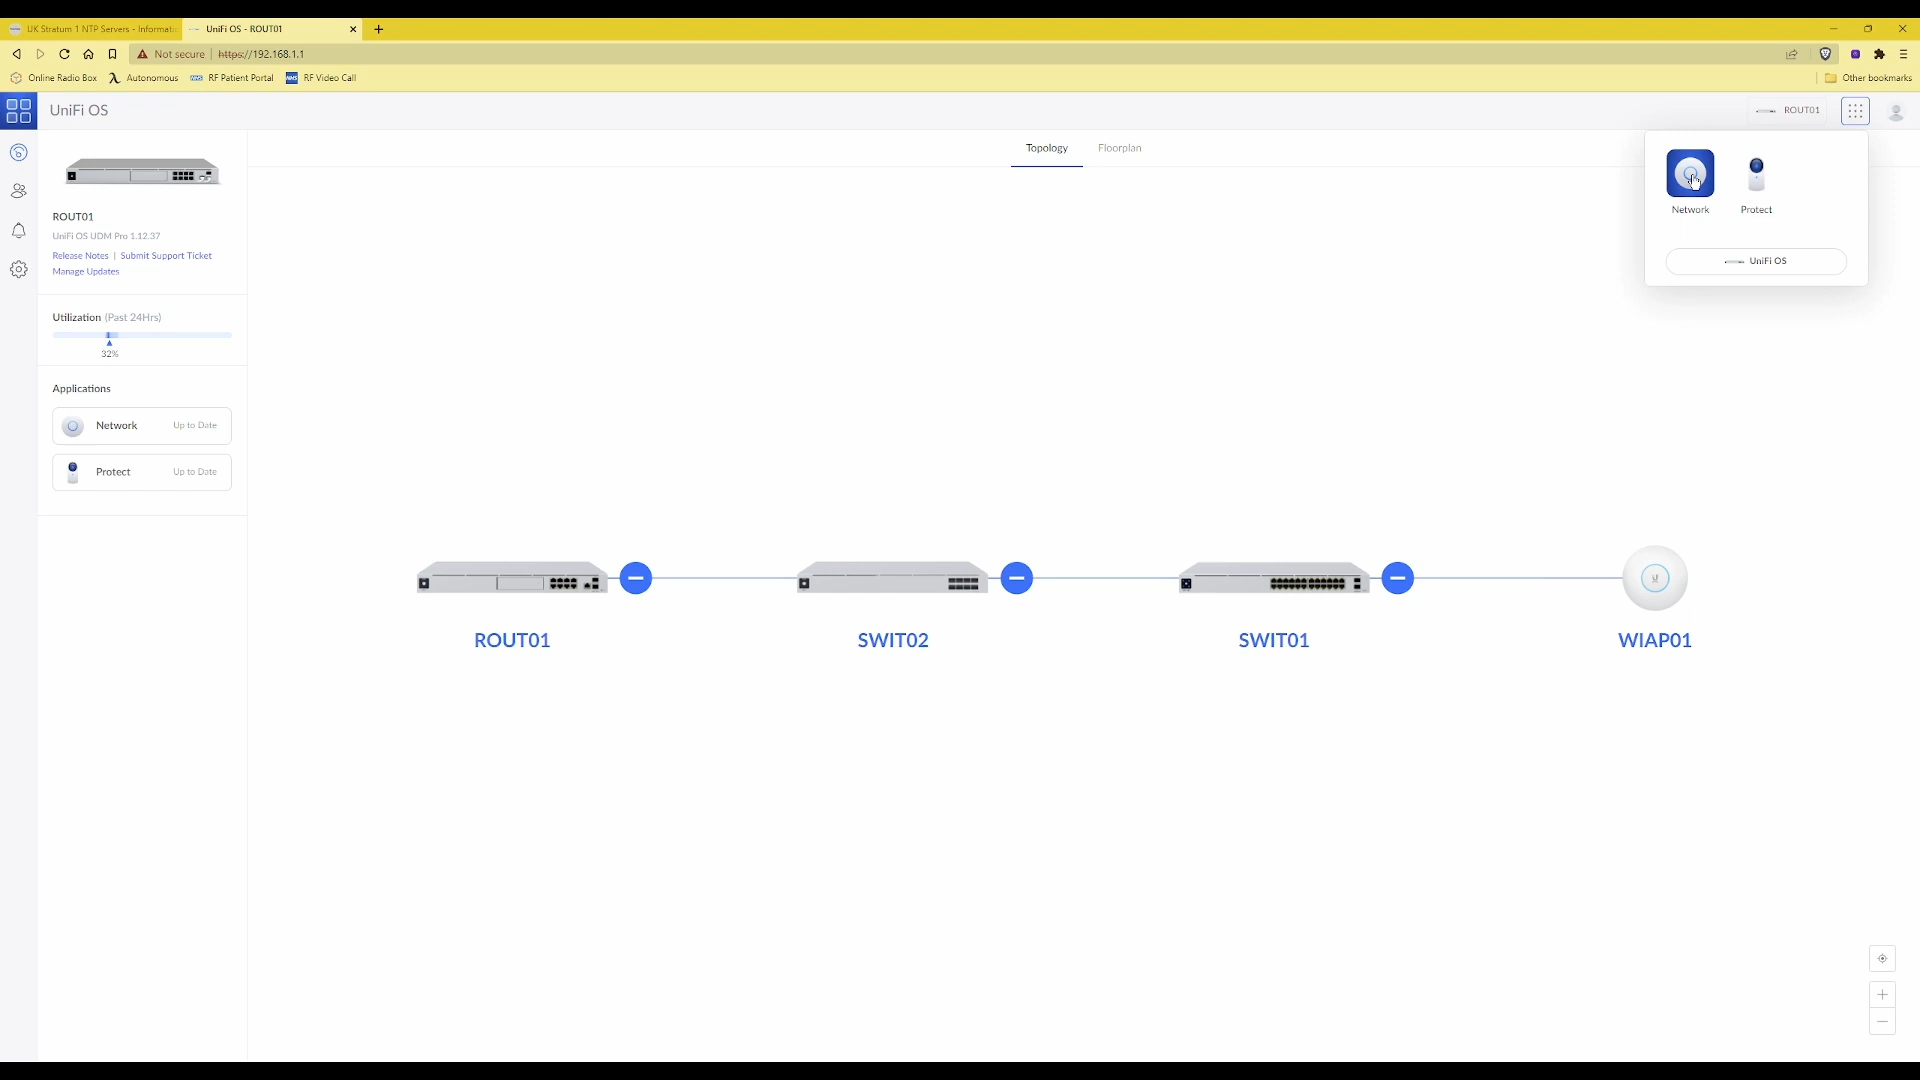 UK Stratum 1 NTP Servers - Informatic
UniFi OS - ROUT01
Not secure
https://192.168.1.1
Online Radio Box
Autonomous
RF Patient Portal
RF Video Call
Other bookmarks
UniFi OS
ROUT01
Topology
Floorplan
Network
Protect
UniFi OS
ROUT01
UniFi OS UDM Pro 1.12.37
Release Notes | Submit Support Ticket
Manage Updates
Utilization (Past 24Hrs)
32%
Applications
Network Up to Date
Protect Up to Date
ROUT01
SWIT02
SWIT01
WIAP01